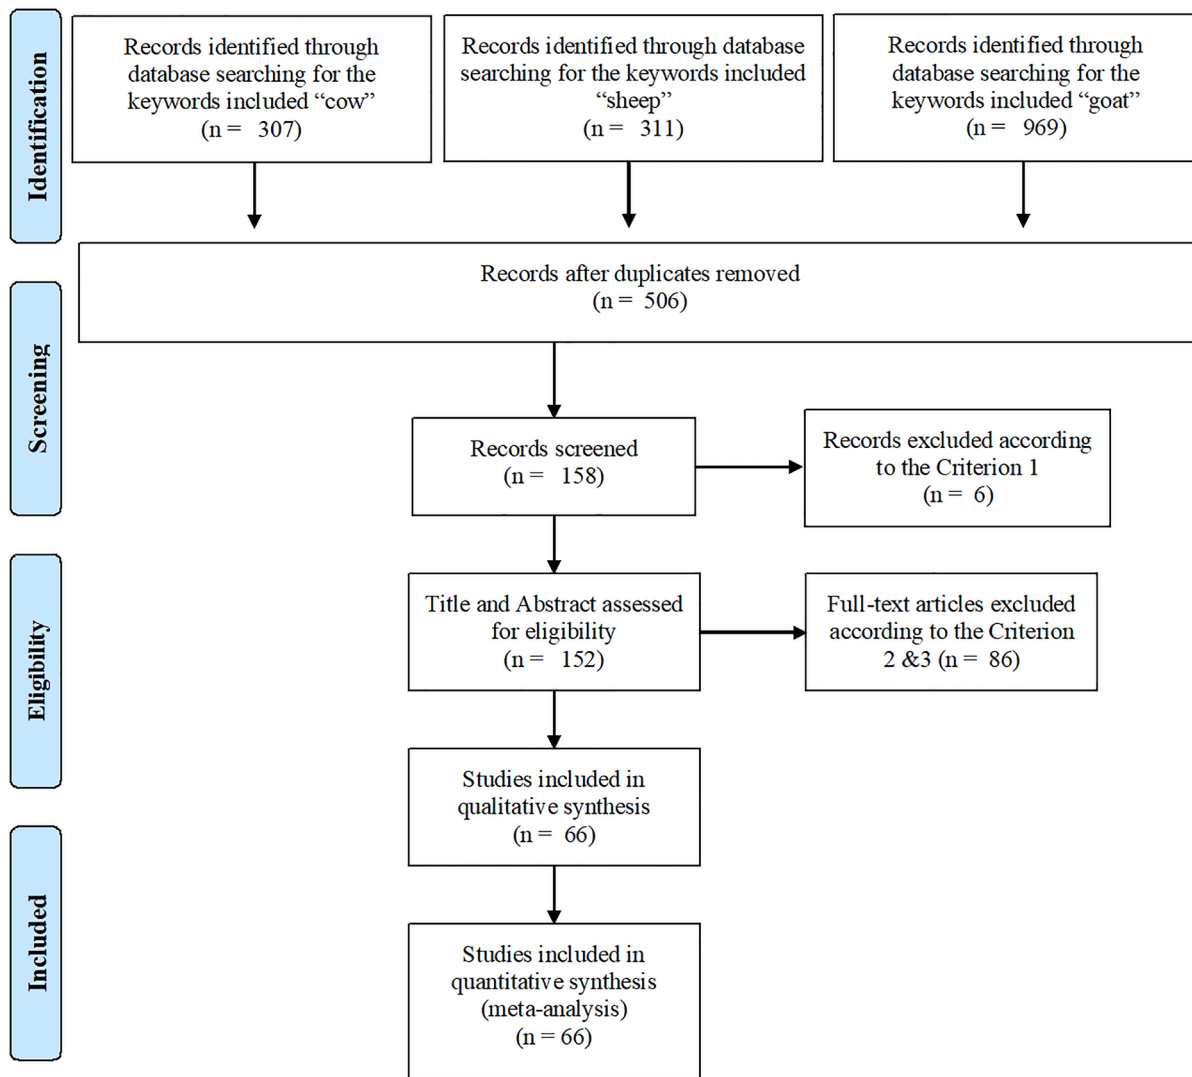 Identification
Records identified through
database searching for the
keywords included “cow”
(n = 307)
Records identified through database
searching for the keywords included
“sheep”
(n = 311)
Records identified through
database searching for the
keywords included “goat”
(n = 969)
Screening
Records after duplicates removed
(n = 506)
Records screened
(n = 158)
Records excluded according
to the Criterion 1
(n = 6)
Eligibility
Title and Abstract assessed
for eligibility
(n = 152)
Full-text articles excluded
according to the Criterion
2 &3 (n = 86)
Studies included in
qualitative synthesis
(n = 66)
Included
Studies included in
quantitative synthesis
(meta-analysis)
(n = 66)